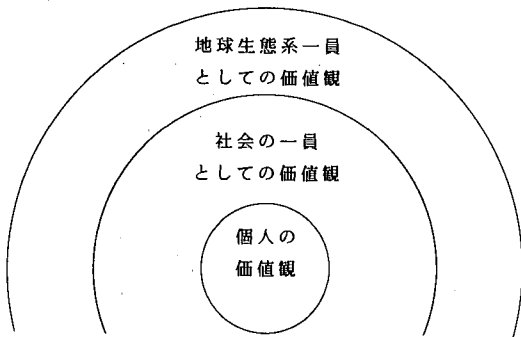 地球生態系一員
としての価値観
社会の一員
としての価値観
個人の
価値観